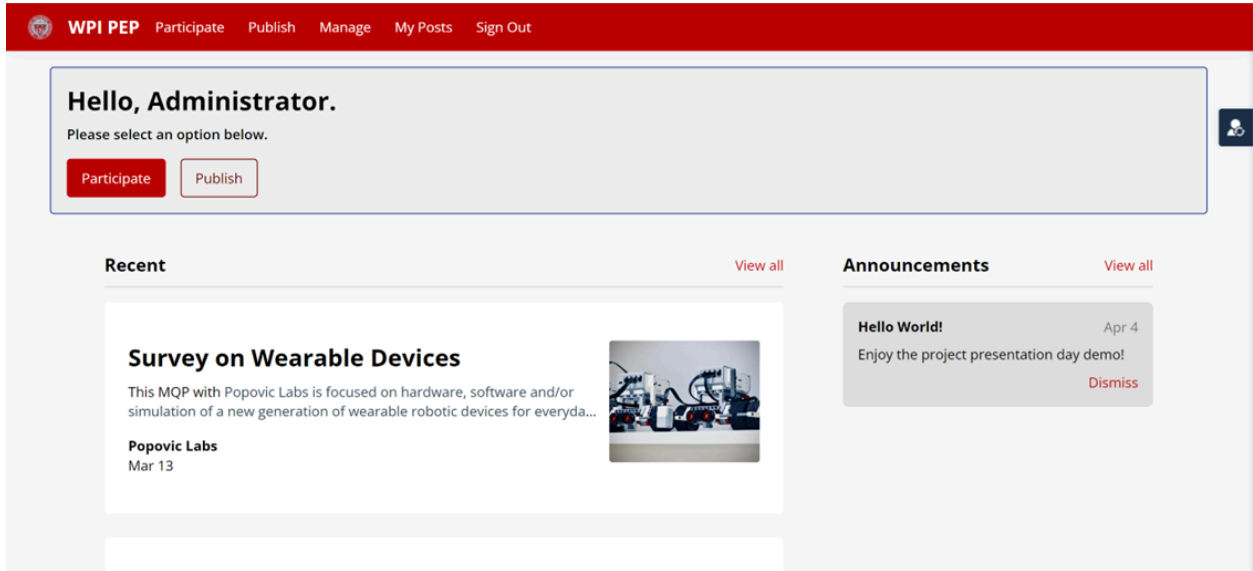 WPI PEP Participate Publish Manage My Posts Sign Out
Hello, Administrator.
Please select an option below.
Participate Publish
Recent View all
Survey on Wearable Devices
This MQP with Popovic Labs is focused on hardware, software and/or
simulation of a new generation of wearable robotic devices for everyda...
Popovic Labs
Mar 13
Announcements View all
Hello World! Apr 4
Enjoy the project presentation day demo!
Dismiss